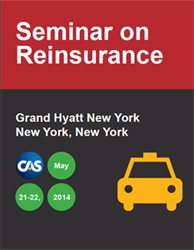 Seminar on
Reinsurance
Grand Hyatt New York
New York, New York
CAS
May
21-22,
2014